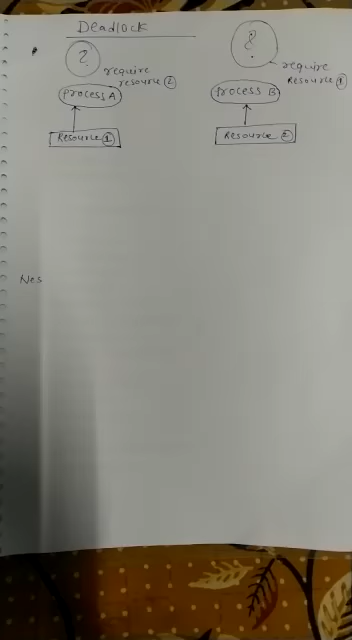 Deadlock
?
require
resource 2
Process A
Resource 1
?
require
Resource 1
Process B
Resource 2
Nes